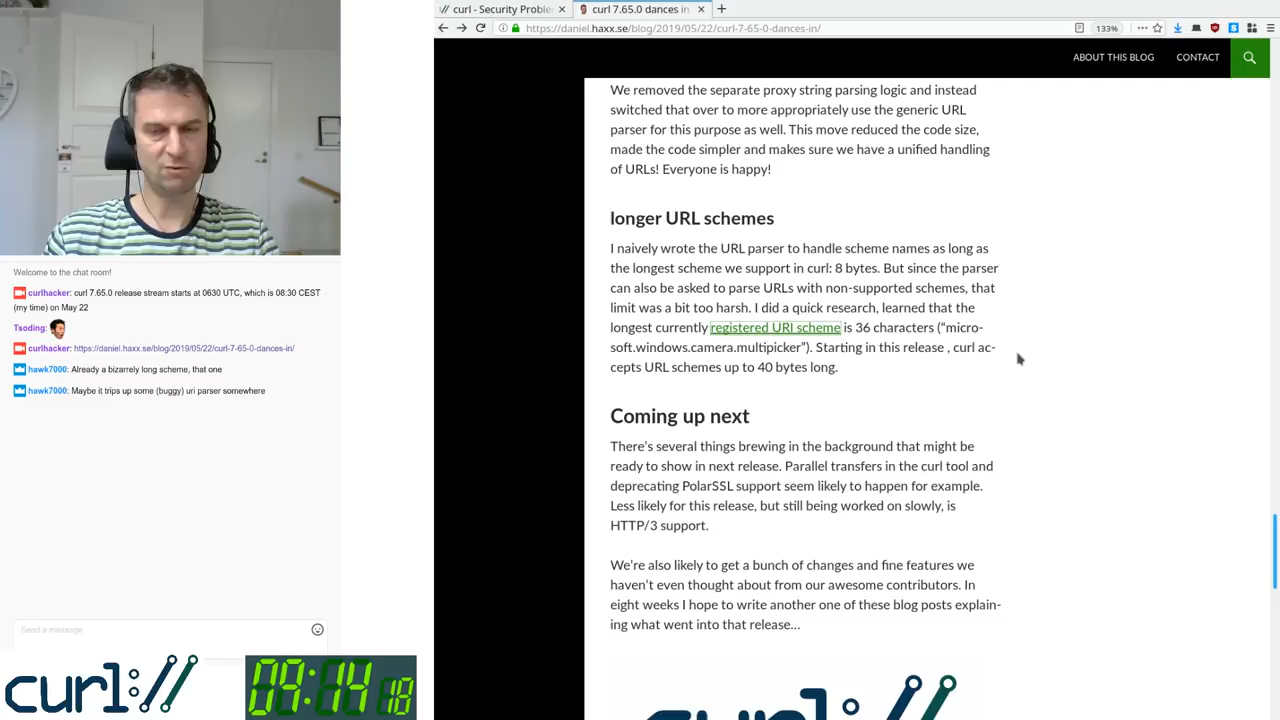 curl - Security Proble
curl 7.65.0 dances in
https://daniel.haxx.se/blog/2019/05/22/curl-7-65-0-dances-in/
133%
ABOUT THIS BLOG
CONTACT
We removed the separate proxy string parsing logic and instead
switched that over to more appropriately use the generic URL
parser for this purpose as well. This move reduced the code size,
made the code simpler and makes sure we have a unified handling
of URLs! Everyone is happy!
longer URL schemes
I naively wrote the URL parser to handle scheme names as long as
the longest scheme we support in curl: 8 bytes. But since the parser
can also be asked to parse URLs with non-supported schemes, that
limit was a bit too harsh. I did a quick research, learned that the
longest currently registered URI scheme is 36 characters (“micro-
soft.windows.camera.multipicker”). Starting in this release , curl ac-
cepts URL schemes up to 40 bytes long.
Coming up next
There’s several things brewing in the background that might be
ready to show in next release. Parallel transfers in the curl tool and
deprecating PolarSSL support seem likely to happen for example.
Less likely for this release, but still being worked on slowly, is
HTTP/3 support.
We’re also likely to get a bunch of changes and fine features we
haven’t even thought about from our awesome contributors. In
eight weeks I hope to write another one of these blog posts explain-
ing what went into that release…
Welcome to the chat room!
curlhacker: curl 7.65.0 release stream starts at 0630 UTC, which is 08:30 CEST
(my time) on May 22
Tsoding:
curlhacker: https://daniel.haxx.se/blog/2019/05/22/curl-7-65-0-dances-in/
hawk7000: Already a bizarrely long scheme, that one
hawk7000: Maybe it trips up some (buggy) uri parser somewhere
Send a message
curl://
09:14 18